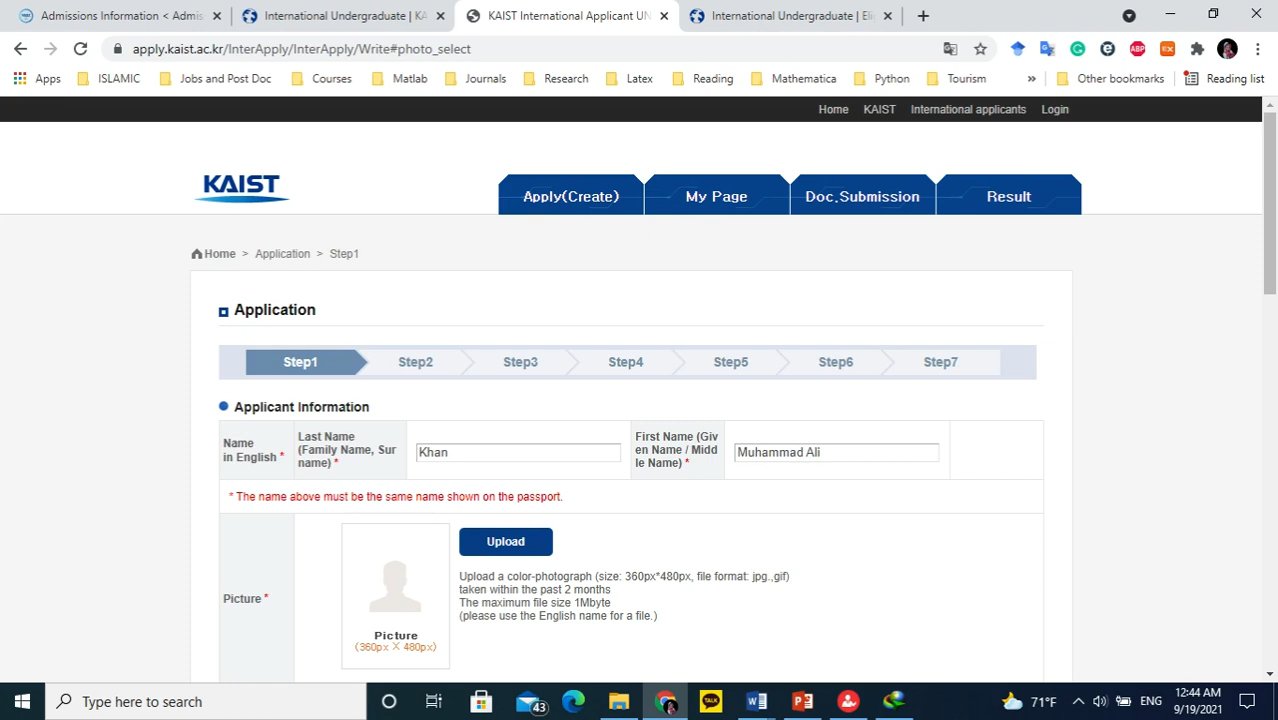 Admissions Information < Admis
International Undergraduate | KA
KAIST International Applicant UN
International Undergraduate | Eli
apply.kaist.ac.kr/InterApply/InterApply/Write#photo_select
Apps ISLAMIC Jobs and Post Doc Courses Matlab Journals Research Latex Reading Mathematica Python Tourism » Other bookmarks Reading list
Home KAIST International applicants Login
KAIST
Apply(Create) My Page Doc.Submission Result
Home > Application > Step1
Application
Step1 Step2 Step3 Step4 Step5 Step6 Step7
Applicant Information
Name
in English *
Last Name
(Family Name, Sur
name) *
Khan
First Name (Giv
en Name / Midd
le Name) *
Muhammad Ali
* The name above must be the same name shown on the passport.
Picture *
Picture
(360px X 480px)
Upload
Upload a color-photograph (size: 360px*480px, file format: jpg.,gif)
taken within the past 2 months
The maximum file size 1Mbyte
(please use the English name for a file.)
Type here to search
43
TALK
71°F
ENG
12:44 AM
9/19/2021